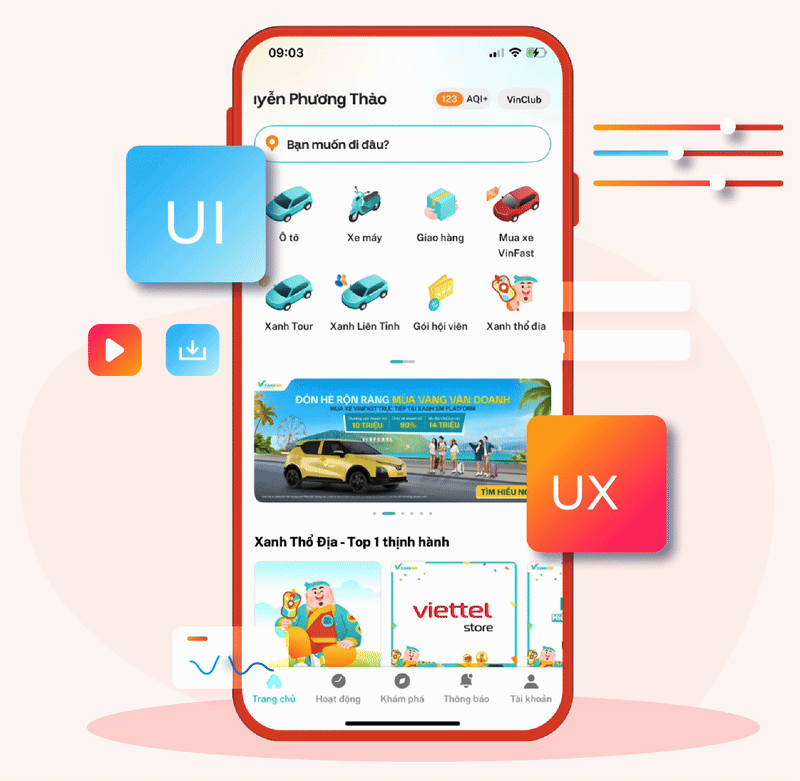 09:03
uyễn Phương Thảo
123 AQI+
VinClub
Bạn muốn đi đâu?
UI
Ô tô
Xe máy
Giao hàng
Mua xe
VinFast
Xanh Tour
Xanh Liên Tỉnh
Gói hội viên
Xanh thổ địa
ĐÓN HÈ RỘN RÀNG MÙA VÀNG VẬN DOANH
MUA XE VINFAST TRỰC TIẾP TẠI XANH SM PLATFORM
10 TRIỆU
90%
14 TRIỆU
VINPEARL
TÌM HIỂU N
UX
Xanh Thổ Địa - Top 1 thịnh hành
viettel
store
Trang chủ
Hoạt động
Khám phá
Thông báo
Tài khoản